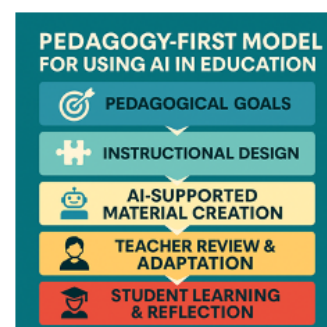 PEDAGOGY-FIRST MODEL
FOR USING AI IN EDUCATION
PEDAGOGICAL GOALS
INSTRUCTIONAL DESIGN
AI-SUPPORTED
MATERIAL CREATION
TEACHER REVIEW &
ADAPTATION
STUDENT LEARNING
& REFLECTION